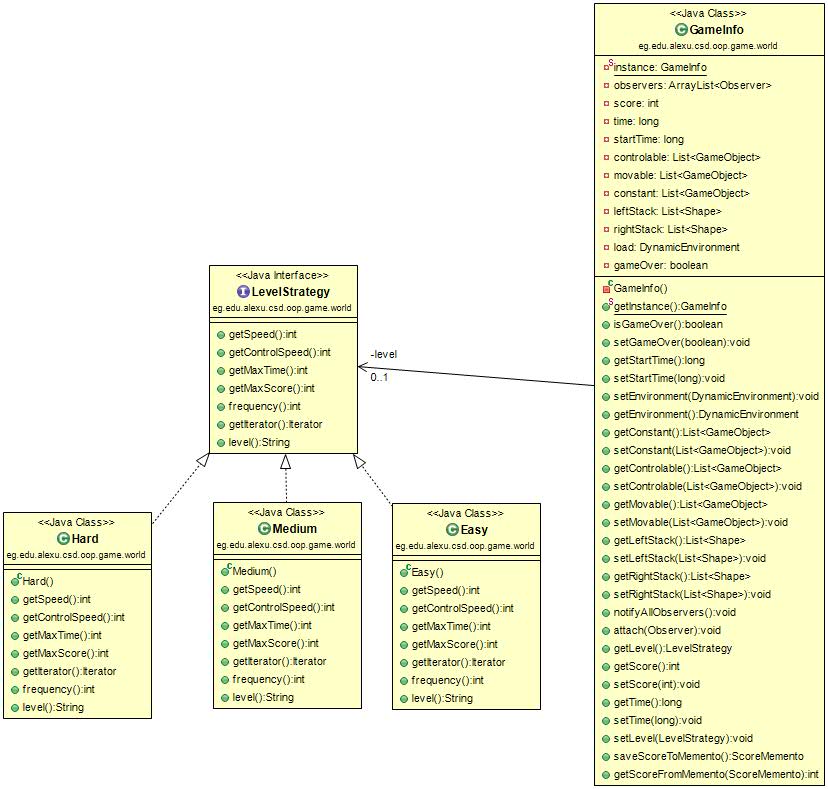 <<Java Class>>
GameInfo
eg.edu.alexu.csd.oop.game.world
instance: GameInfo
observers: ArrayList<Observer>
score: int
time: long
startTime: long
controlable: List<GameObject>
movable: List<GameObject>
constant: List<GameObject>
leftStack: List<Shape>
rightStack: List<Shape>
load: DynamicEnvironment
gameOver: boolean
GameInfo()
getInstance():GameInfo
isGameOver():boolean
setGameOver(boolean):void
getStartTime():long
setStartTime(long):void
setEnvironment(DynamicEnvironment):void
getEnvironment():DynamicEnvironment
getConstant():List<GameObject>
setConstant(List<GameObject>):void
getControlable():List<GameObject>
setControlable(List<GameObject>):void
getMovable():List<GameObject>
setMovable(List<GameObject>):void
getLeftStack():List<Shape>
setLeftStack(List<Shape>):void
getRightStack():List<Shape>
setRightStack(List<Shape>):void
notifyAllObservers():void
attach(Observer):void
getLevel():LevelStrategy
getScore():int
setScore(int):void
getTime():long
setTime(long):void
setLevel(LevelStrategy):void
saveScoreToMemento():ScoreMemento
getScoreFromMemento(ScoreMemento):int
<<Java Interface>>
LevelStrategy
eg.edu.alexu.csd.oop.game.world
getSpeed():int
getControlSpeed():int
getMaxTime():int
getMaxScore():int
frequency():int
getIterator():Iterator
level():String
-level
0..1
<<Java Class>>
Hard
eg.edu.alexu.csd.oop.game.world
Hard()
getSpeed():int
getControlSpeed():int
getMaxTime():int
getMaxScore():int
getIterator():Iterator
frequency():int
level():String
<<Java Class>>
Medium
eg.edu.alexu.csd.oop.game.world
Medium()
getSpeed():int
getControlSpeed():int
getMaxTime():int
getMaxScore():int
getIterator():Iterator
frequency():int
level():String
<<Java Class>>
Easy
eg.edu.alexu.csd.oop.game.world
Easy()
getSpeed():int
getControlSpeed():int
getMaxTime():int
getMaxScore():int
getIterator():Iterator
frequency():int
level():String